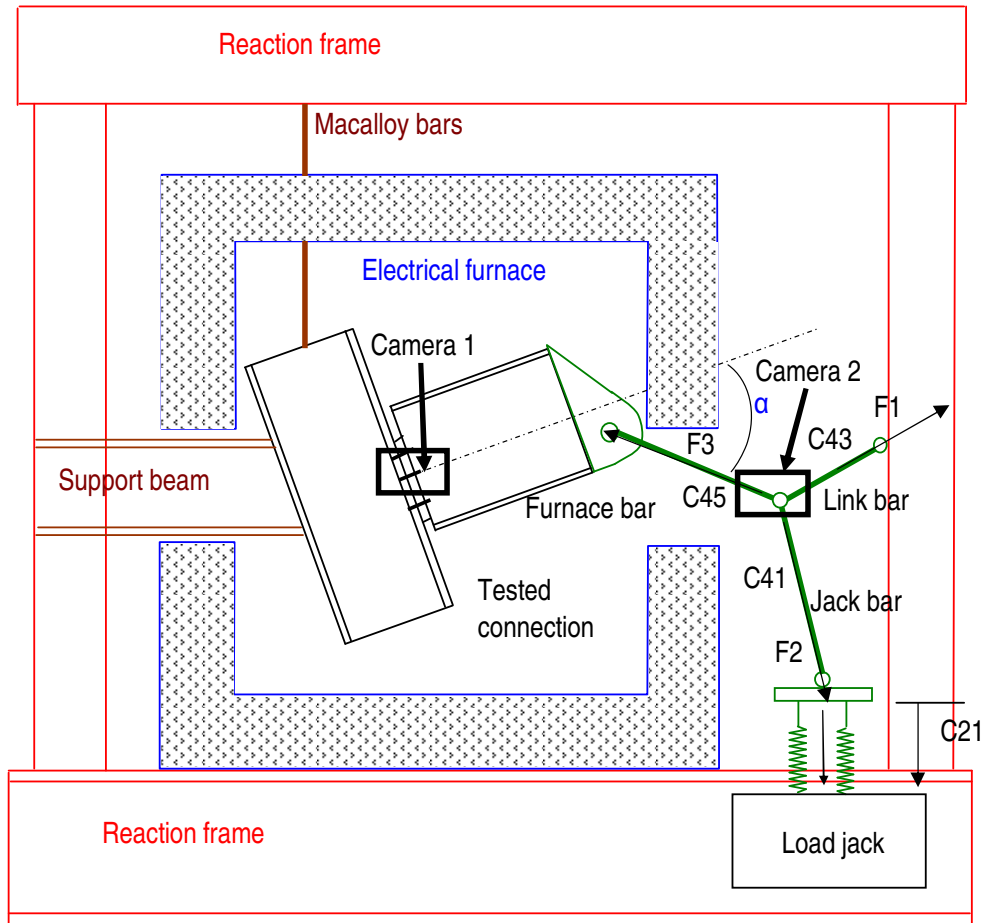 Reaction frame
Macalloy bars
Electrical furnace
Camera 1
Camera 2
α
F1
C43
F3
Support beam
C45
Link bar
Furnace bar
C41
Tested
connection
Jack bar
F2
C21
Reaction frame
Load jack